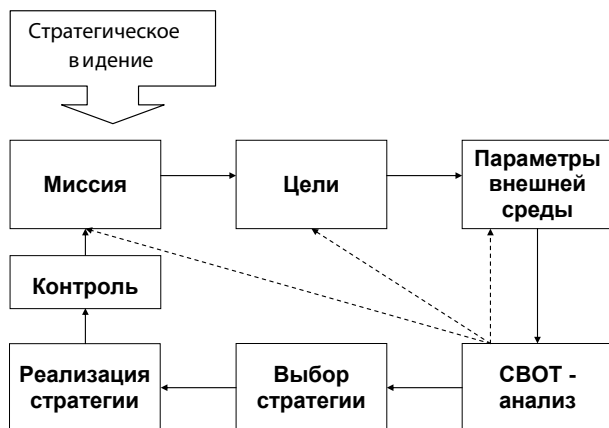 Стратегическое
видение
Миссия
Цели
Параметры
внешней
среды
Контроль
Реализация
стратегии
Выбор
стратегии
СВОТ -
анализ